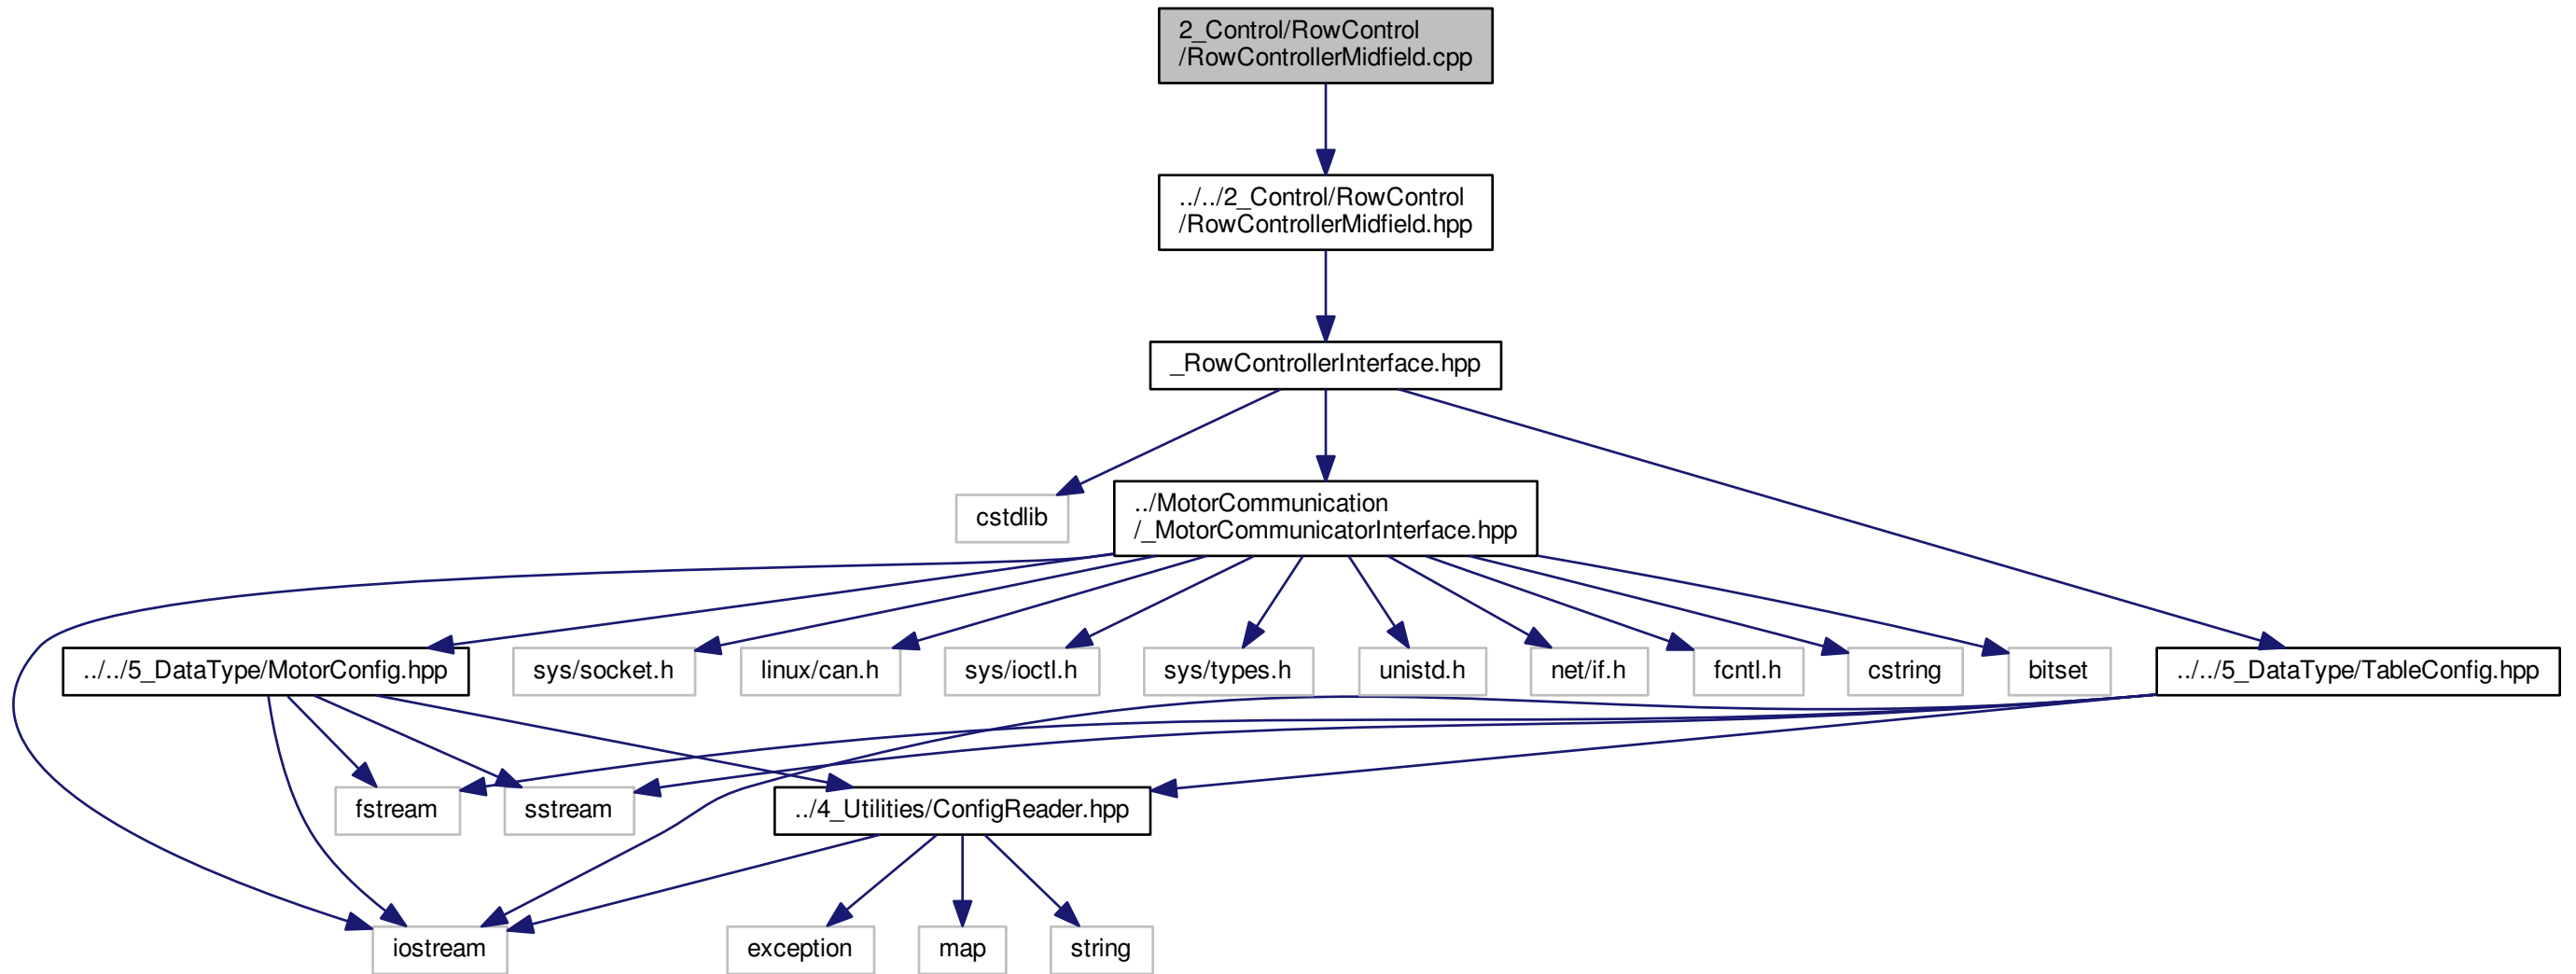 2_Control/RowControl
/RowControllerMidfield.cpp
../../2_Control/RowControl
/RowControllerMidfield.hpp
_RowControllerInterface.hpp
cstdlib
../MotorCommunication
/_MotorCommunicatorInterface.hpp
../../5_DataType/MotorConfig.hpp
sys/socket.h
linux/can.h
sys/ioctl.h
sys/types.h
unistd.h
net/if.h
fcntl.h
cstring
bitset
../../5_DataType/TableConfig.hpp
fstream
sstream
../4_Utilities/ConfigReader.hpp
iostream
exception
map
string